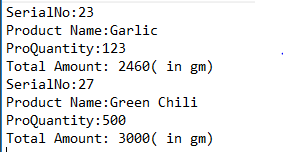 SerialNo:23
Product Name:Garlic
ProQuantity:123
Total Amount: 2460( in gm)
SerialNo:27
Product Name:Green Chili
ProQuantity:500
Total Amount: 3000( in gm)